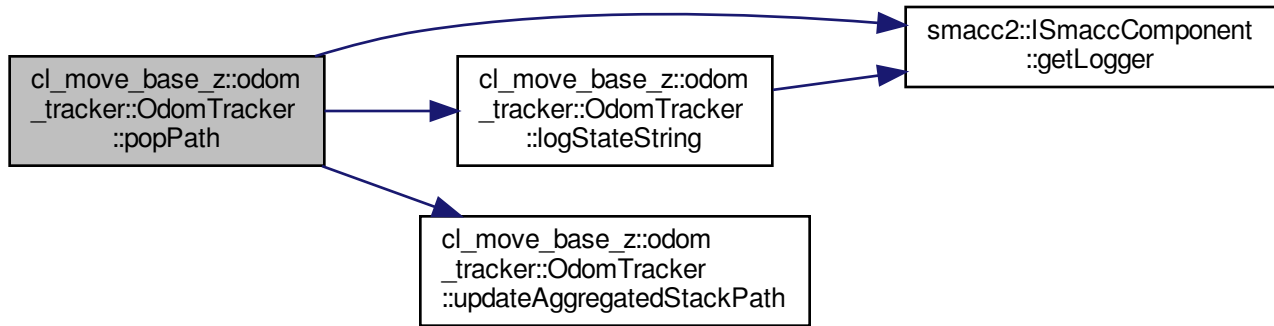 cl_move_base_z::odom
_tracker::OdomTracker
::popPath
cl_move_base_z::odom
_tracker::OdomTracker
::logStateString
smacc2::ISmaccComponent
::getLogger
cl_move_base_z::odom
_tracker::OdomTracker
::updateAggregatedStackPath